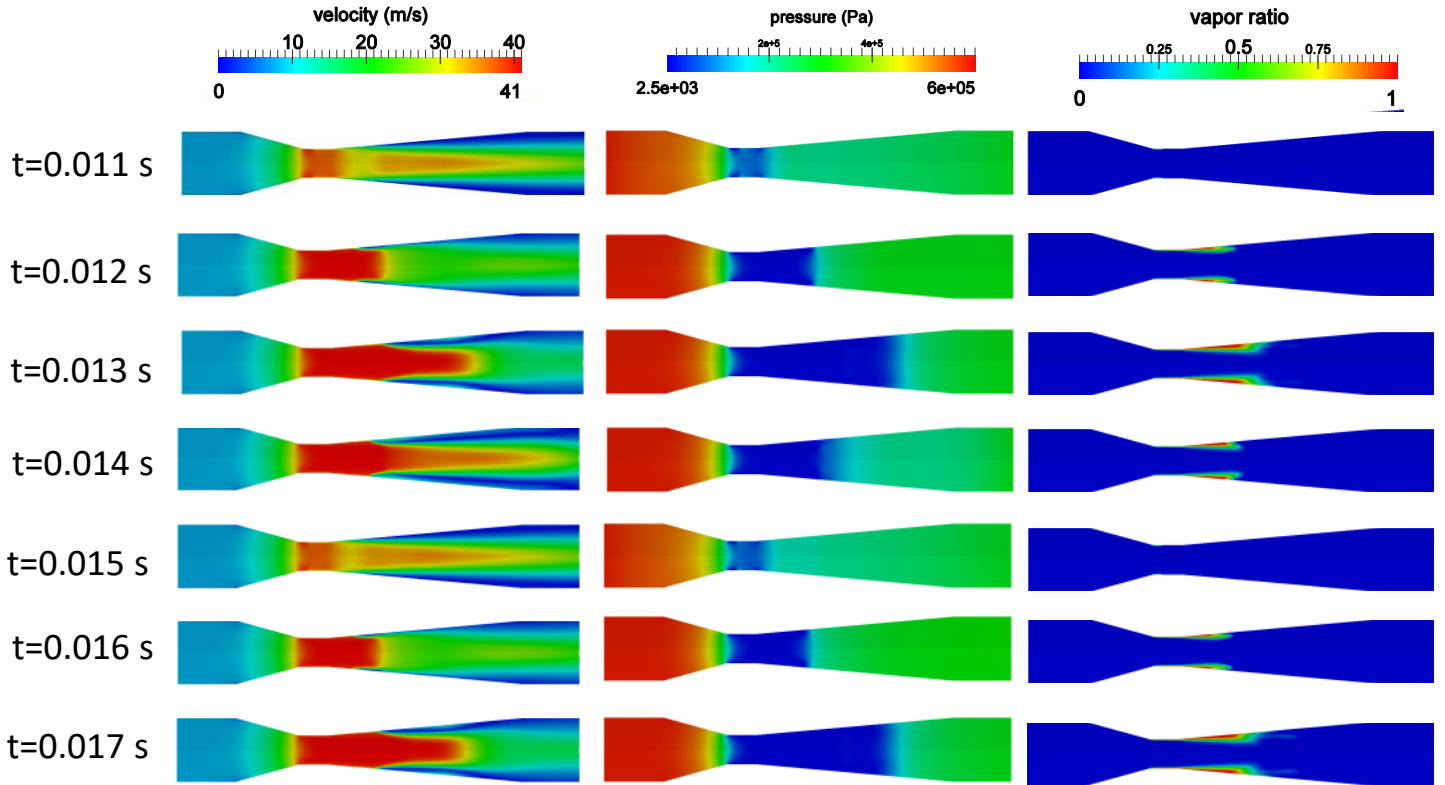 velocity (m/s)
10 20 30 40
0 41
pressure (Pa)
2e+5 4e+5
2.5e+03 6e+05
vapor ratio
0.25 0.5 0.75
0 1
t=0.011 s
t=0.012 s
t=0.013 s
t=0.014 s
t=0.015 s
t=0.016 s
t=0.017 s